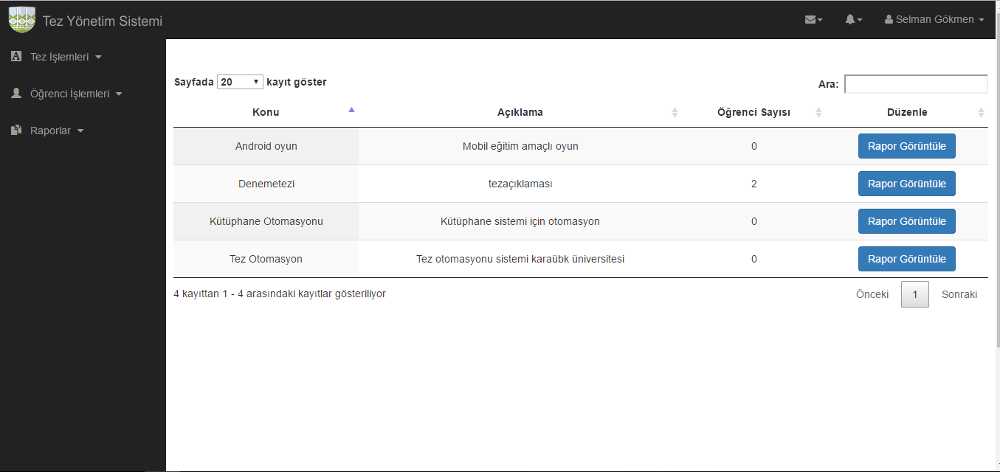 Tez Yönetim Sistemi
Selman Gökmen
Tez İşlemleri
Öğrenci İşlemleri
Raporlar
Sayfada 20 kayıt göster
Ara:
Konu Açıklama Öğrenci Sayısı Düzenle
Android oyun Mobil eğitim amaçlı oyun 0 Rapor Görüntüle
Denemetezi tezaçıklaması 2 Rapor Görüntüle
Kütüphane Otomasyonu Kütüphane sistemi için otomasyon 0 Rapor Görüntüle
Tez Otomasyon Tez otomasyonu sistemi karaübk üniversitesi 0 Rapor Görüntüle
4 kayıttan 1 - 4 arasındaki kayıtlar gösteriliyor
Önceki 1 Sonraki